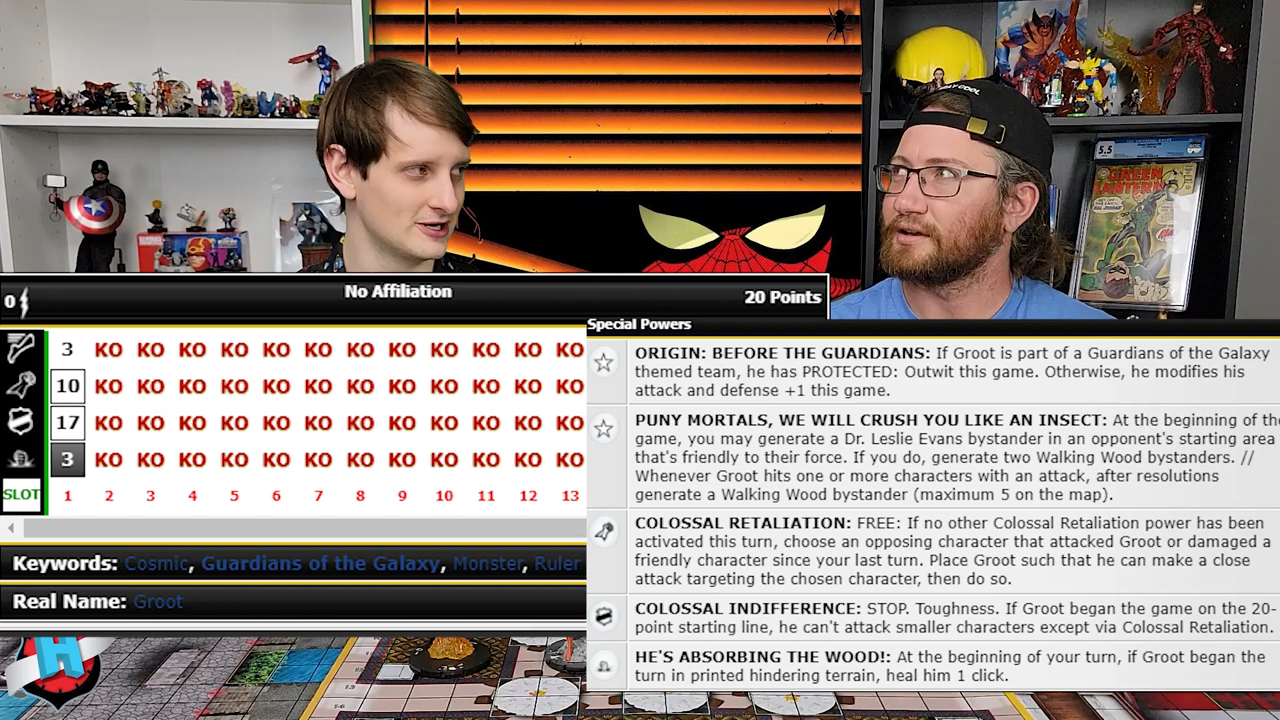 5.5
GREEN
LANTERN
0
No Affiliation
20 Points
3 KO KO KO KO KO KO KO KO KO KO KO KO
10 KO KO KO KO KO KO KO KO KO KO KO KO
17 KO KO KO KO KO KO KO KO KO KO KO KO
3 KO KO KO KO KO KO KO KO KO KO KO KO
SLOT 1 2 3 4 5 6 7 8 9 10 11 12 13
Keywords: Cosmic, Guardians of the Galaxy, Monster, Ruler
Real Name: Groot
Special Powers
ORIGIN: BEFORE THE GUARDIANS: If Groot is part of a Guardians of the Galaxy
themed team, he has PROTECTED: Outwit this game. Otherwise, he modifies his
attack and defense +1 this game.
PUNY MORTALS, WE WILL CRUSH YOU LIKE AN INSECT: At the beginning of the
game, you may generate a Dr. Leslie Evans bystander in an opponent's starting area
that's friendly to their force. If you do, generate two Walking Wood bystanders. //
Whenever Groot hits one or more characters with an attack, after resolutions
generate a Walking Wood bystander (maximum 5 on the map).
COLOSSAL RETALIATION: FREE: If no other Colossal Retaliation power has been
activated this turn, choose an opposing character that attacked Groot or damaged a
friendly character since your last turn. Place Groot such that he can make a close
attack targeting the chosen character, then do so.
COLOSSAL INDIFFERENCE: STOP. Toughness. If Groot began the game on the 20-
point starting line, he can't attack smaller characters except via Colossal Retaliation.
HE'S ABSORBING THE WOOD!: At the beginning of your turn, if Groot began the
turn in printed hindering terrain, heal him 1 click.
H